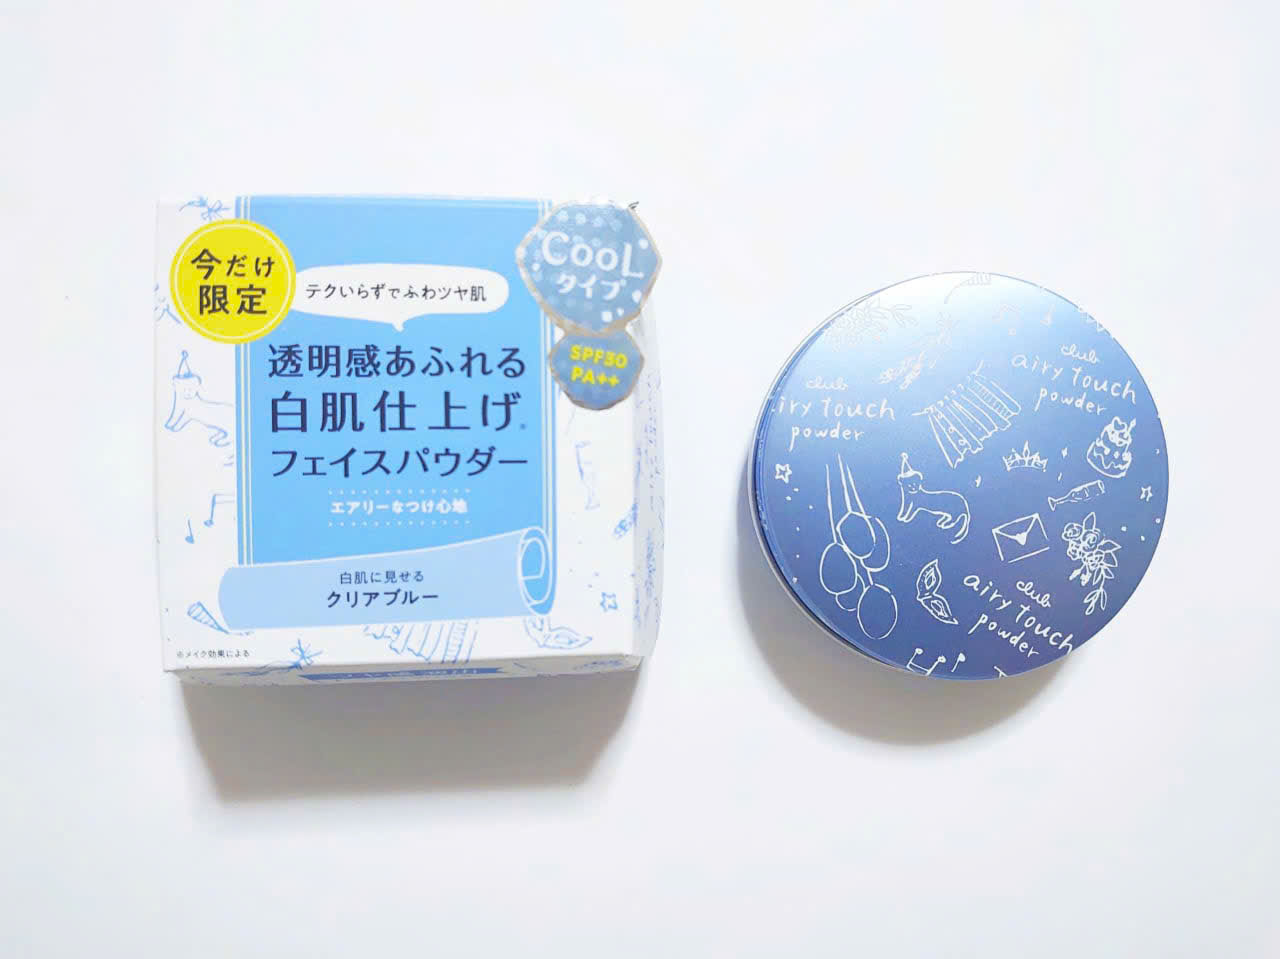 今だけ
限定
COOL
タイプ
SPF30
PA++
テクいらずでふわツヤ肌
透明感あふれる
白肌仕上げ※
フェイスパウダー
エアリーなつけ心地
白肌に見せる
クリアブルー
※メイク効果による
club
airy touch
powder
club
airy touch
powder
club
airy touch
powder